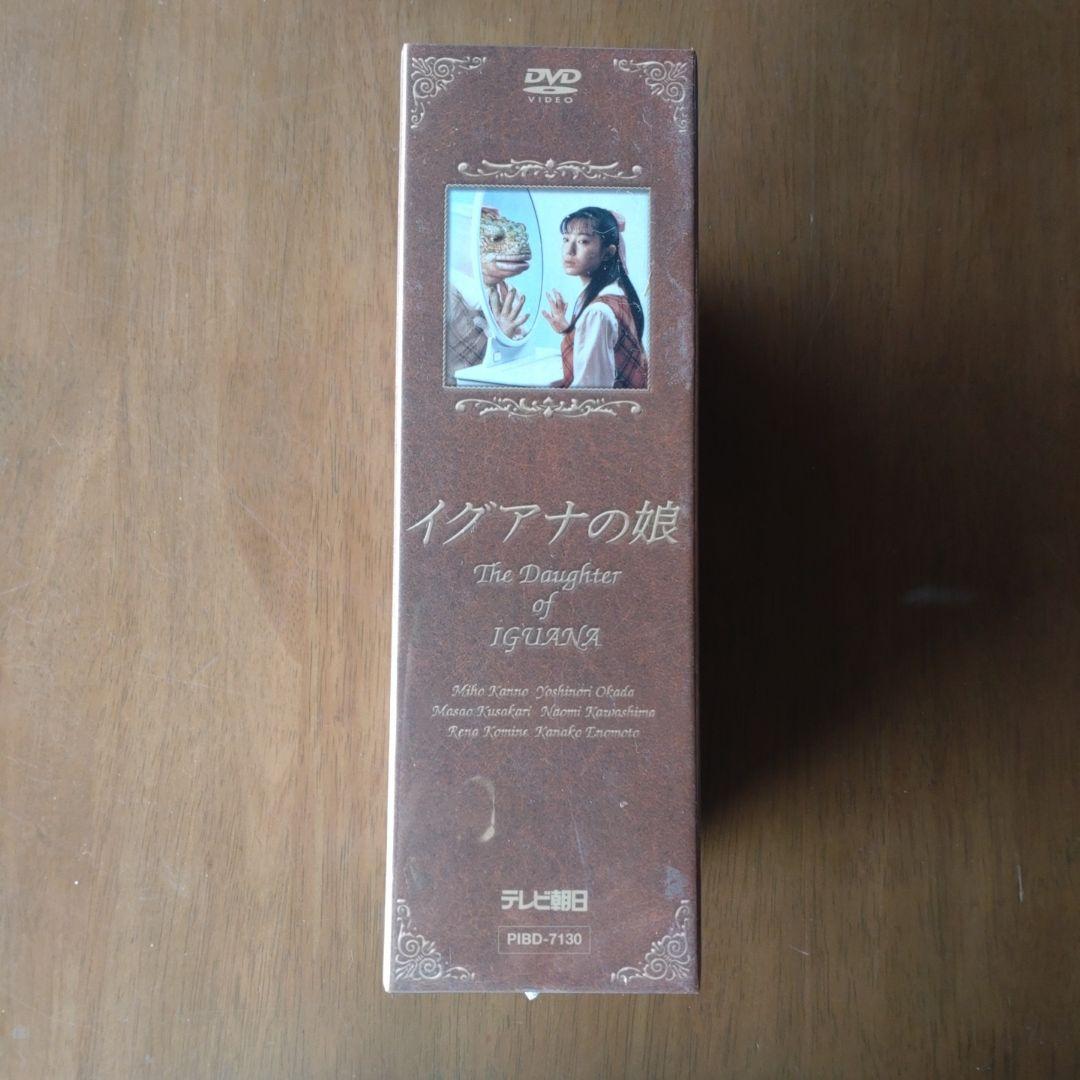 DVD
VIDEO
イグアナの娘
The Daughter
of
IGUANA
Miho Kanno Yoshinori Okada
Masao Kusakari Naomi Kawashima
Rena Komine Kanako Enomoto
テレビ朝日
PIBD-7130